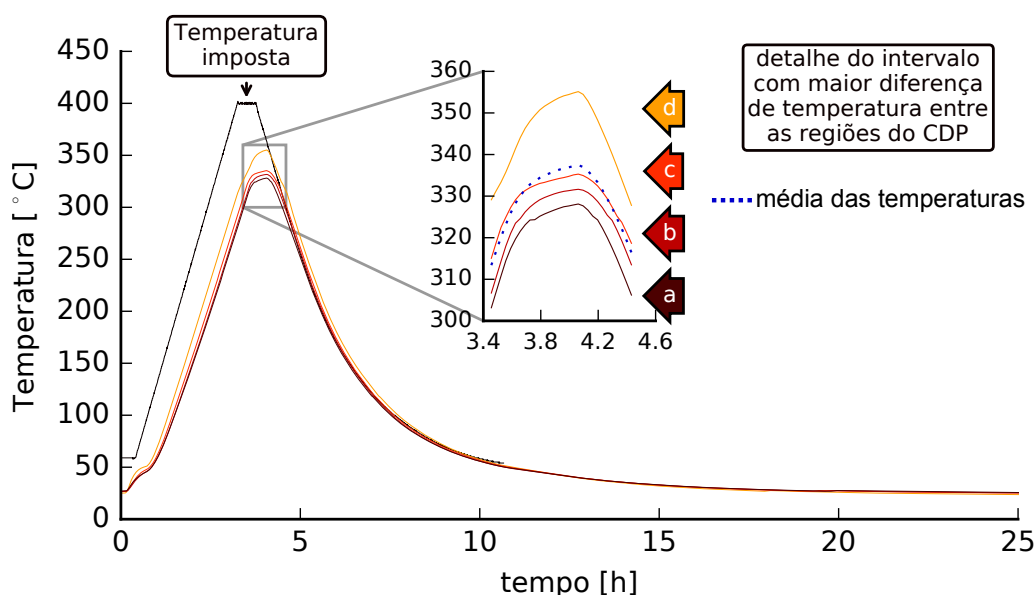 Temperatura
imposta
detalhe do intervalo
com maior diferença
de temperatura entre
as regiões do CDP
média das temperaturas
d
c
b
a
360
350
340
330
320
310
300
3.4 3.8 4.2 4.6
Temperatura [°C]
450
400
350
300
250
200
150
100
50
0
0 5 10 15 20 25
tempo [h]